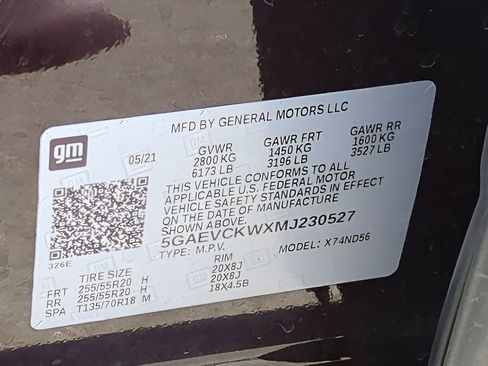 MFD BY GENERAL MOTORS LLC
gm
05/21
GVWR GAWR FRT GAWR RR
2800 KG 1450 KG 1600 KG
6173 LB 3196 LB 3527 LB
THIS VEHICLE CONFORMS TO ALL
APPLICABLE U.S. FEDERAL MOTOR
VEHICLE SAFETY STANDARDS IN EFFECT
ON THE DATE OF MANUFACTURE
SHOWN ABOVE.
5GAEVCKWXMJ230527
TYPE: M.P.V. MODEL: X74ND56
326E
TIRE SIZE RIM
FRT 255/55R20 H 20X8J
RR 255/55R20 H 20X8J
SPA T135/70R18 M 18X4.5B